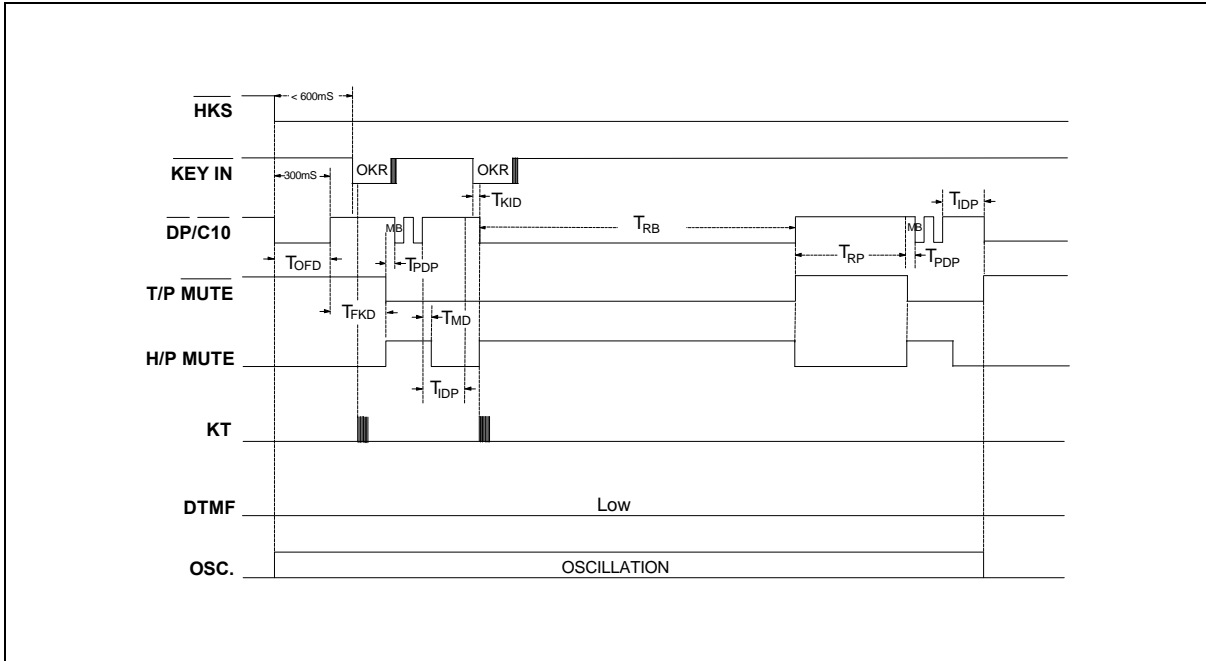 < 600mS
HKS
KEY IN
OKR
OKR
300mS
TKID
TIDP
DP/C10
MB
TRB
MB
TOFD
TPDP
TRP
TPDP
T/P MUTE
TFKD
TMD
H/P MUTE
TIDP
KT
DTMF
Low
OSC.
OSCILLATION